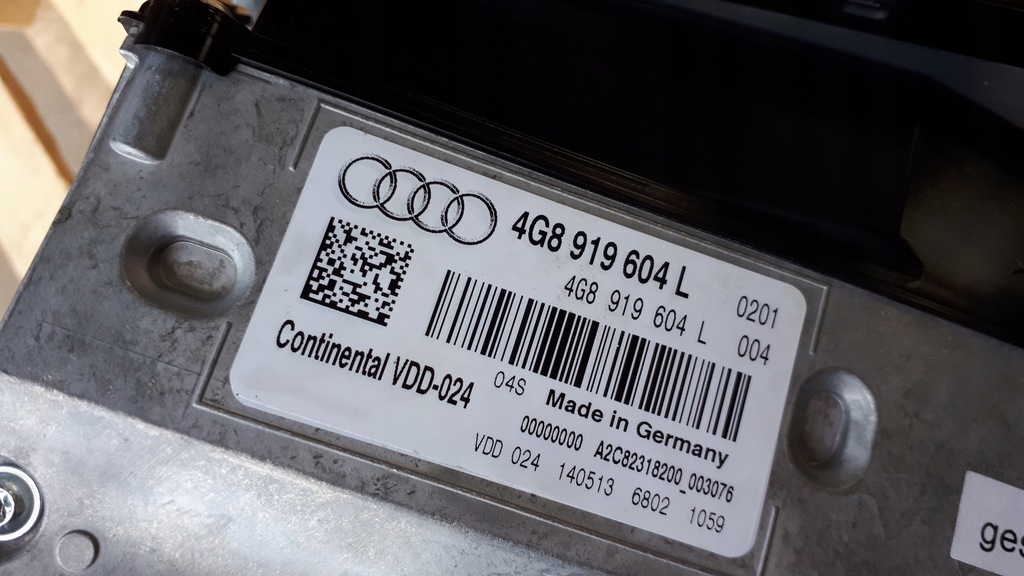 4G8 919 604 L
4G8 919 604 L
0201
004
Continental VDD-024
04S
Made in Germany
00000000 A2C82318200_003076
VDD 024 140513 6802 1059